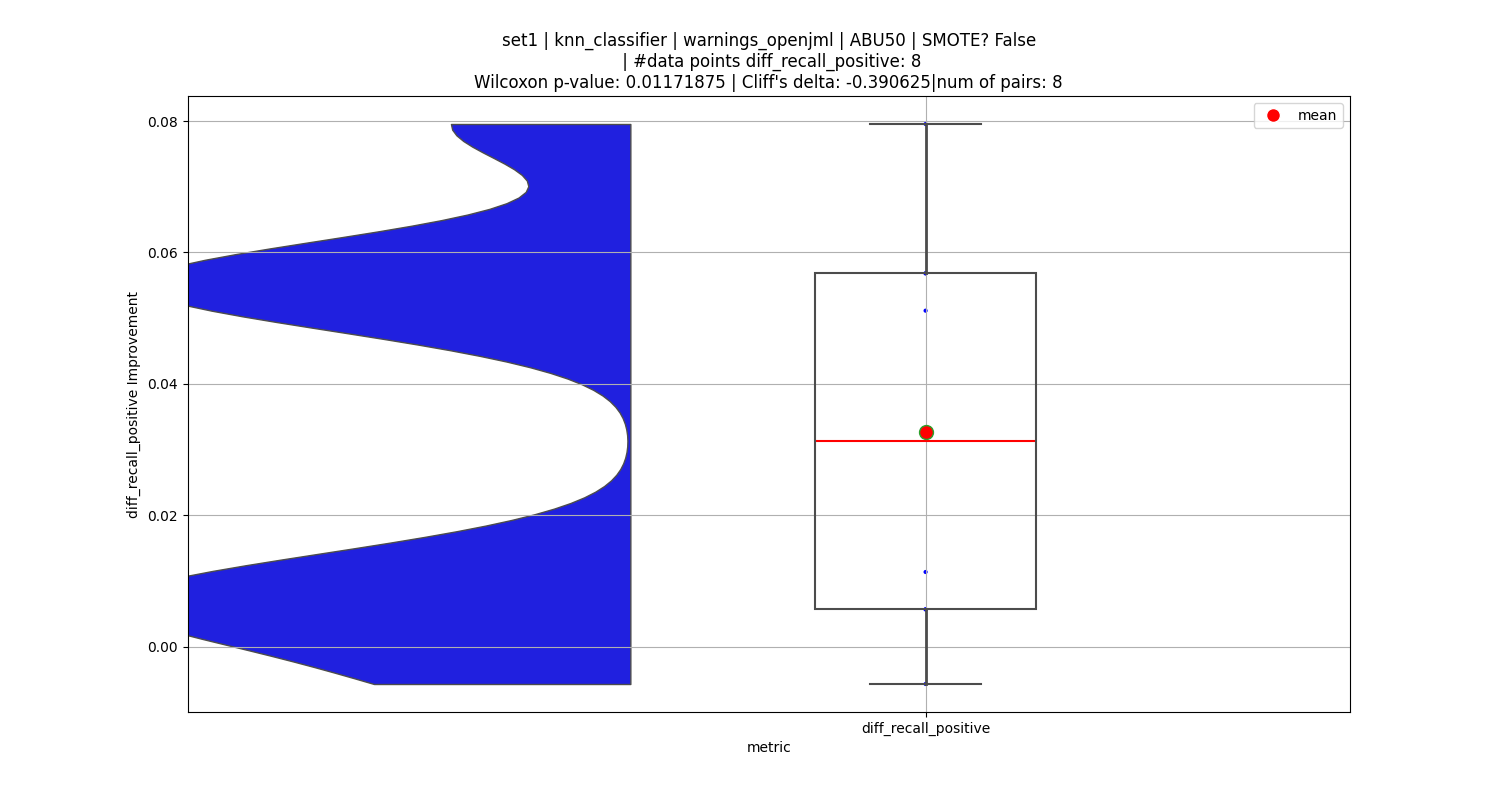 set1 | knn_classifier | warnings_openjml | ABU50 | SMOTE? False
| #data points diff_recall_positive: 8
Wilcoxon p-value: 0.01171875 | Cliff's delta: -0.390625|num of pairs: 8
mean
0.08
0.06
0.04
0.02
0.00
diff_recall_positive Improvement
diff_recall_positive
metric